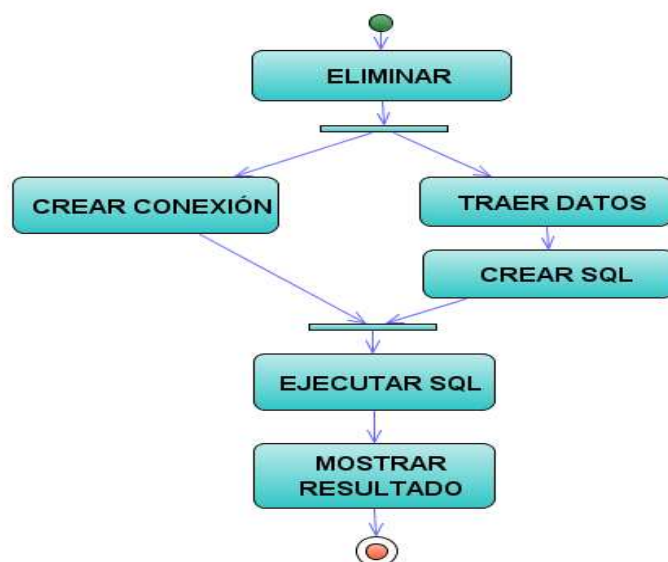 ELIMINAR
CREAR CONEXIÓN
TRAER DATOS
CREAR SQL
EJECUTAR SQL
MOSTRAR
RESULTADO